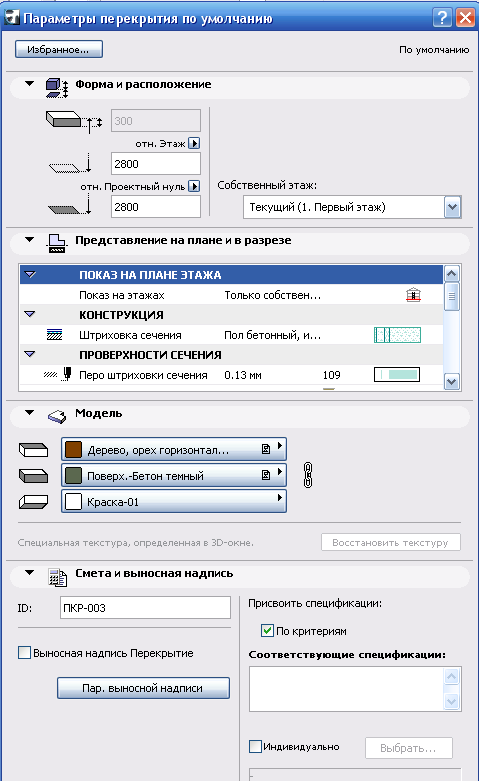 Параметры перекрытия по умолчанию
Избранное...
По умолчанию
Форма и расположение
300
отн. Этаж
2800
отн. Проектный нуль
2800
Собственный этаж:
Текущий (1. Первый этаж)
Представление на плане и в разрезе
ПОКАЗ НА ПЛАНЕ ЭТАЖА
Показ на этажах Только собствен...
КОНСТРУКЦИЯ
Штриховка сечения Пол бетонный, и...
ПРОВЕРХНОСТИ СЕЧЕНИЯ
Перо штриховки сечения 0.13 мм 109
Модель
Дерево, орех горизонтал...
Поверх.-Бетон темный
Краска-01
Специальная текстура, определенная в 3D-окне.
Восстановить текстуру
Смета и выносная надпись
ID: ПКР-003
Выносная надпись Перекрытие
Пар. выносной надписи
Присвоить спецификации:
По критериям
Соответствующие спецификации:
Индивидуально
Выбрать...